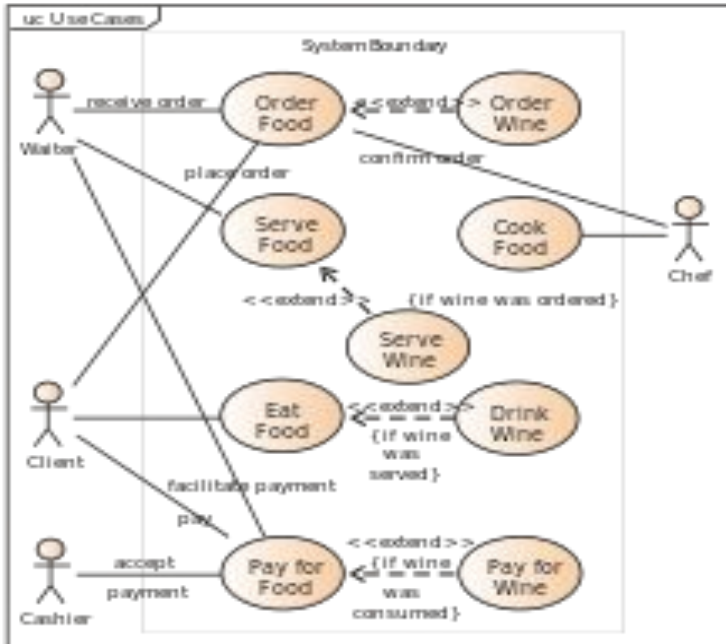 uc UseCases
System Boundary
receive order
Order
Food
<<extend>>
Order
Wine
Waiter
confirm order
place order
Serve
Food
Cook
Food
Chef
<<extend>>
{if wine was ordered}
Serve
Wine
Eat
Food
<<extend>>
{if wine
was
served}
Drink
Wine
Client
facilitate payment
pay
accept
payment
Pay for
Food
<<extend>>
{if wine
was
consumed}
Pay for
Wine
Cashier